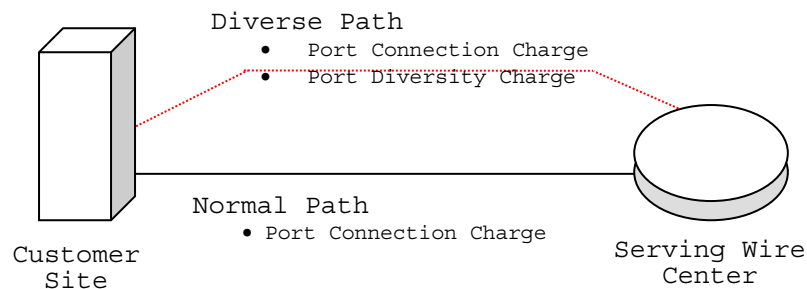 Diverse Path
• Port Connection Charge
• Port Diversity Charge
Normal Path
• Port Connection Charge
Customer
Site
Serving Wire
Center